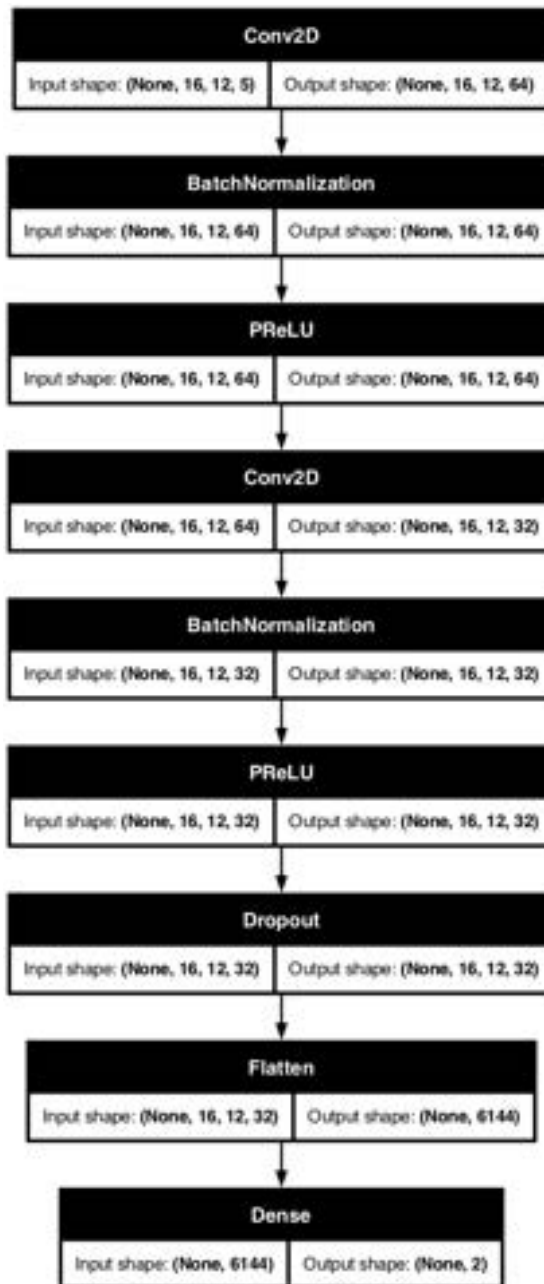 Conv2D
Input shape: (None, 16, 12, 5) Output shape: (None, 16, 12, 64)
BatchNormalization
Input shape: (None, 16, 12, 64) Output shape: (None, 16, 12, 64)
PReLU
Input shape: (None, 16, 12, 64) Output shape: (None, 16, 12, 64)
Conv2D
Input shape: (None, 16, 12, 64) Output shape: (None, 16, 12, 32)
BatchNormalization
Input shape: (None, 16, 12, 32) Output shape: (None, 16, 12, 32)
PReLU
Input shape: (None, 16, 12, 32) Output shape: (None, 16, 12, 32)
Dropout
Input shape: (None, 16, 12, 32) Output shape: (None, 16, 12, 32)
Flatten
Input shape: (None, 16, 12, 32) Output shape: (None, 6144)
Dense
Input shape: (None, 6144) Output shape: (None, 2)